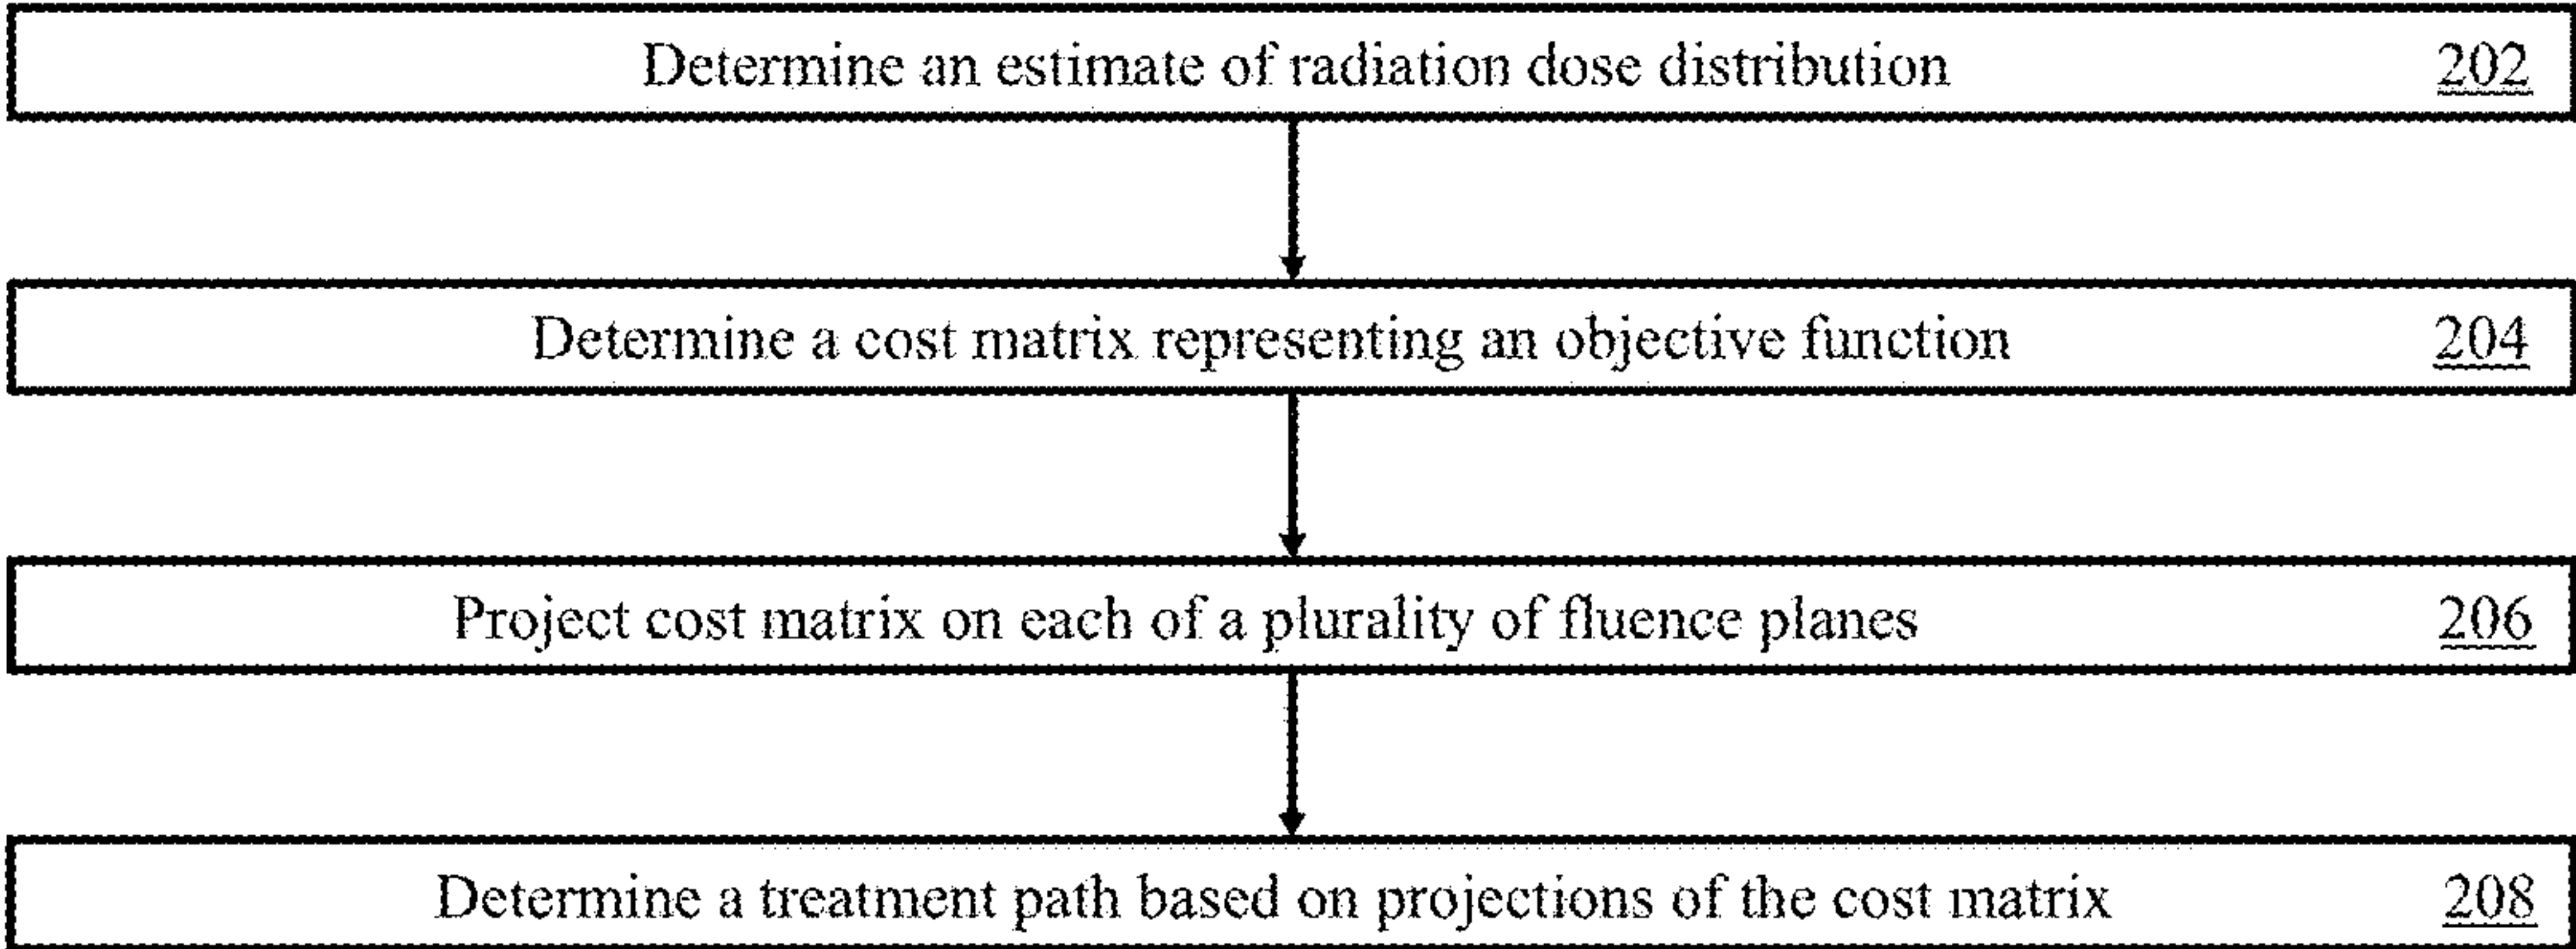 Determine an estimate of radiation dose distribution 202
Determine a cost matrix representing an objective function 204
Project cost matrix on each of a plurality of fluence planes 206
Determine a treatment path based on projections of the cost matrix 208